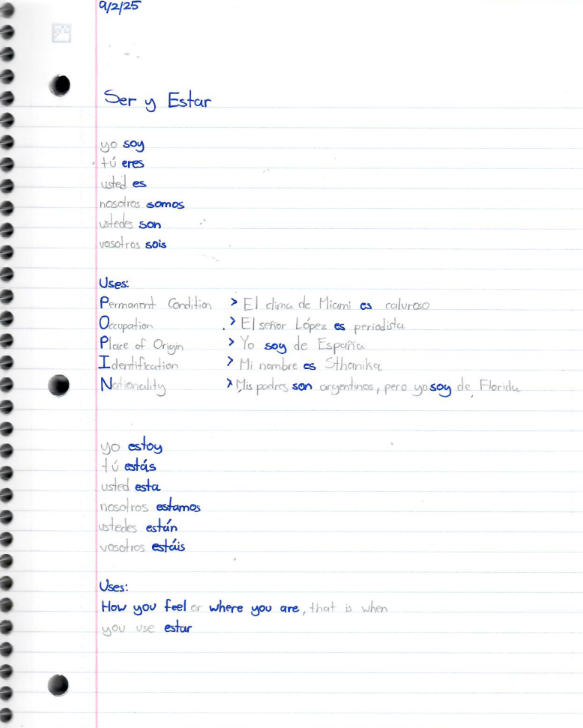 9/2/25
Ser y Estar
yo soy
tú eres
usted es
nosotros somos
ustedes son
vosotros sois
Uses:
Permanent Condition > El clima de Miami es caluroso
Occupation > El señor López es periodista
Place of Origin > Yo soy de España
Identification > Mi nombre es Sthanika
Nationality > Mis padres son argentinos, pero yo soy de Florida
yo estoy
tú estás
usted esta
nosotros estamos
ustedes están
vosotros estáis
Uses:
How you feel or where you are, that is when
you use estar